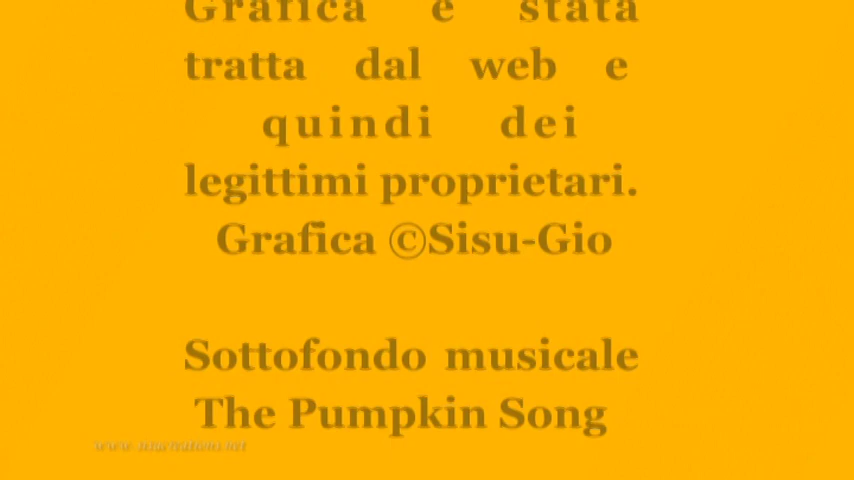 Grafica è stata
tratta dal web e
quindi dei
legittimi proprietari.
Grafica ©Sisu-Gio
Sottofondo musicale
The Pumpkin Song